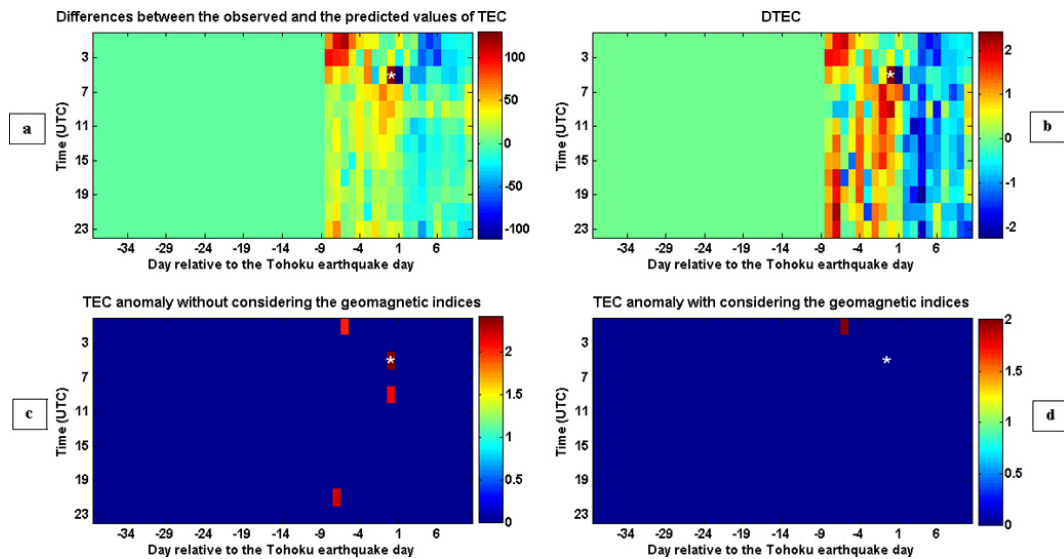 Differences between the observed and the predicted values of TEC
a
Time (UTC)
3
7
11
15
19
23
-34 -29 -24 -19 -14 -9 -4 1 6
Day relative to the Tohoku earthquake day
100
50
0
-50
-100
DTEC
b
Time (UTC)
3
7
11
15
19
23
-34 -29 -24 -19 -14 -9 -4 1 6
Day relative to the Tohoku earthquake day
2
1
0
-1
-2
TEC anomaly without considering the geomagnetic indices
c
Time (UTC)
3
7
11
15
19
23
-34 -29 -24 -19 -14 -9 -4 1 6
Day relative to the Tohoku earthquake day
2
1.5
1
0.5
0
TEC anomaly with considering the geomagnetic indices
d
Time (UTC)
3
7
11
15
19
23
-34 -29 -24 -19 -14 -9 -4 1 6
Day relative to the Tohoku earthquake day
2
1.5
1
0.5
0